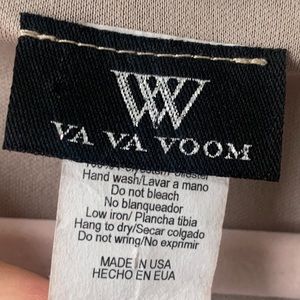 VA VA VOOM
Hand wash/Lavar a mano
Do not bleach
No blanqueador
Low iron/ Plancha tibia
Hang to dry/Secar colgado
Do not wring/No exprimir
MADE IN USA
HECHO EN EUA